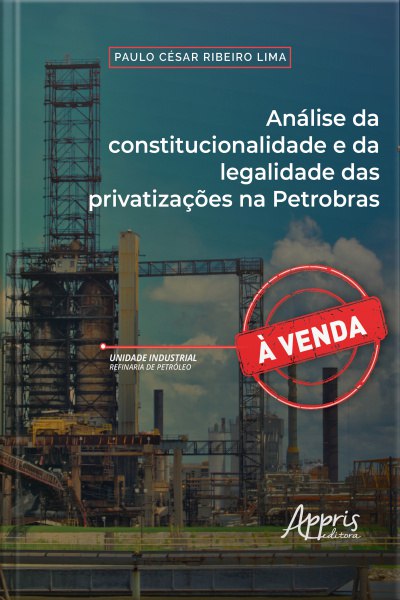 PAULO CÉSAR RIBEIRO LIMA
Análise da
constitucionalidade e da
legalidade das
privatizações na Petrobras
À VENDA
UNIDADE INDUSTRIAL
REFINARIA DE PETRÓLEO
Appris
editora